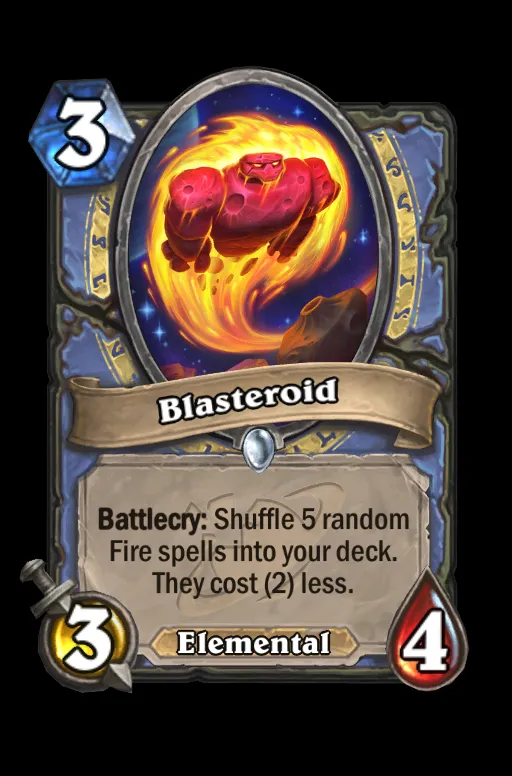 3
Blasteroid
Battlecry: Shuffle 5 random
Fire spells into your deck.
They cost (2) less.
3
Elemental
4